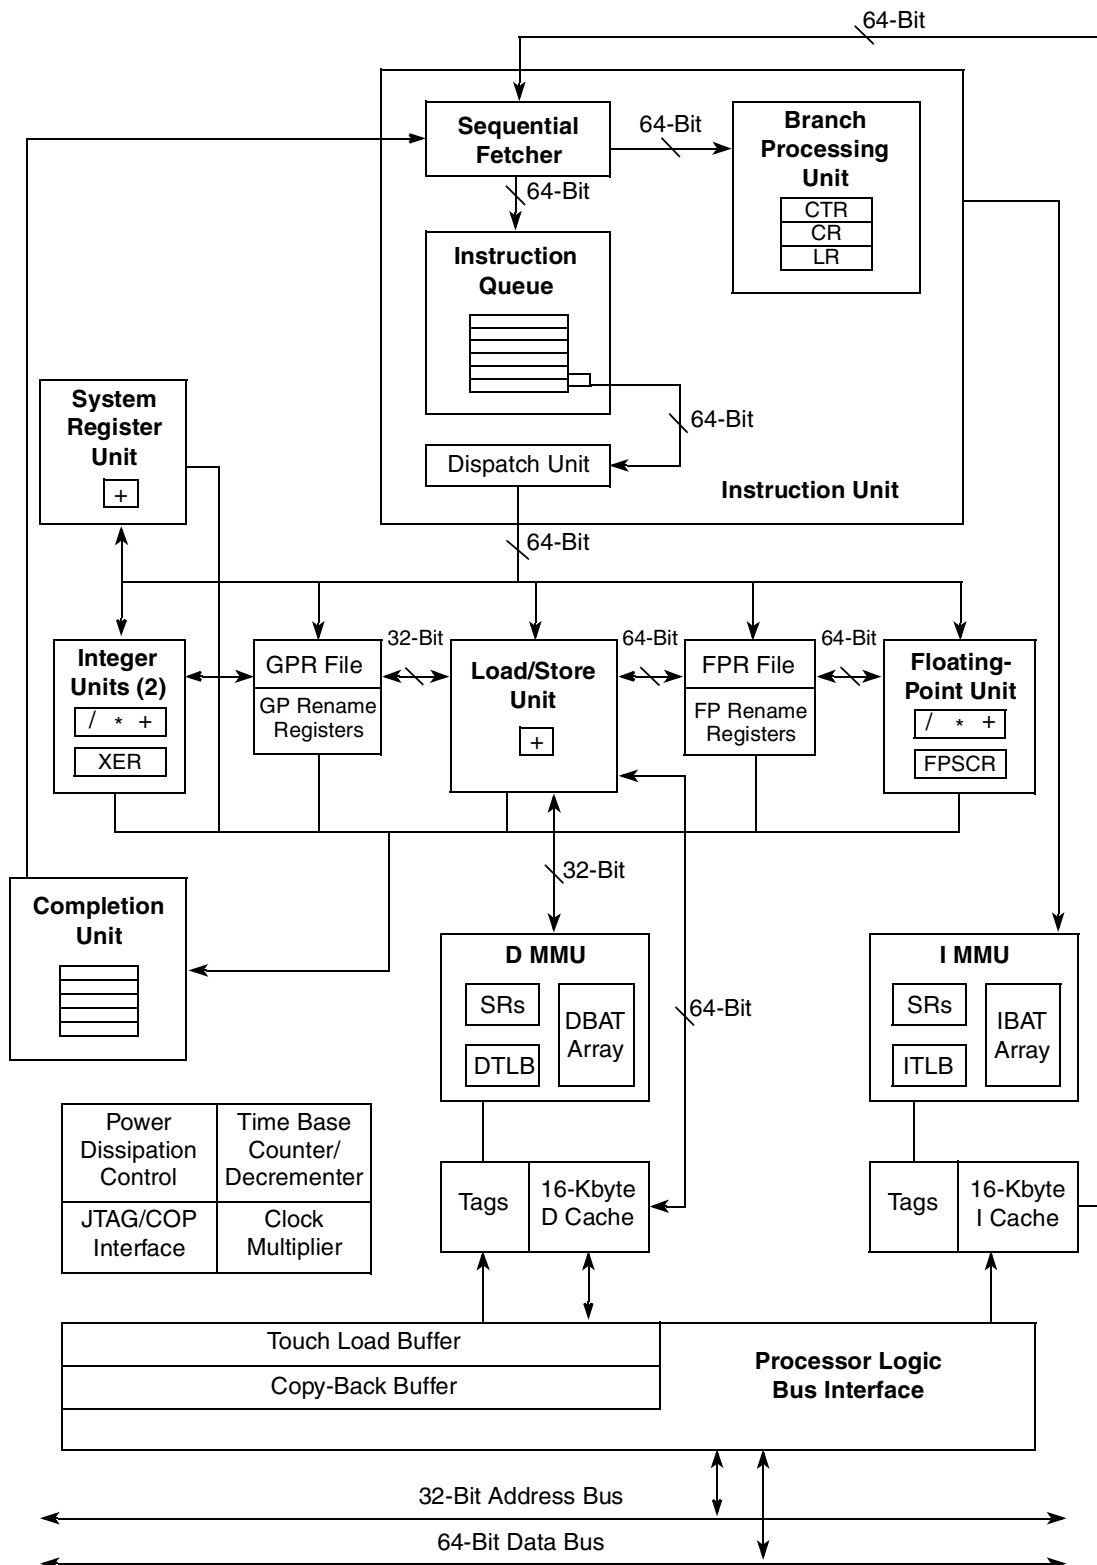 64-Bit
Sequential
Fetcher
64-Bit
Branch
Processing
Unit
CTR
CR
LR
64-Bit
Instruction
Queue
64-Bit
Dispatch Unit
Instruction Unit
System
Register
Unit
+
64-Bit
Integer
Units (2)
/ * +
XER
GPR File
GP Rename
Registers
32-Bit
Load/Store
Unit
+
64-Bit
FPR File
FP Rename
Registers
64-Bit
Floating-
Point Unit
/ * +
FPSCR
32-Bit
Completion
Unit
D MMU
SRs
DTLB
DBAT
Array
64-Bit
I MMU
SRs
ITLB
IBAT
Array
Power
Dissipation
Control
Time Base
Counter/
Decrementer
JTAG/COP
Interface
Clock
Multiplier
Tags
16-Kbyte
D Cache
Tags
16-Kbyte
I Cache
Touch Load Buffer
Copy-Back Buffer
Processor Logic
Bus Interface
32-Bit Address Bus
64-Bit Data Bus